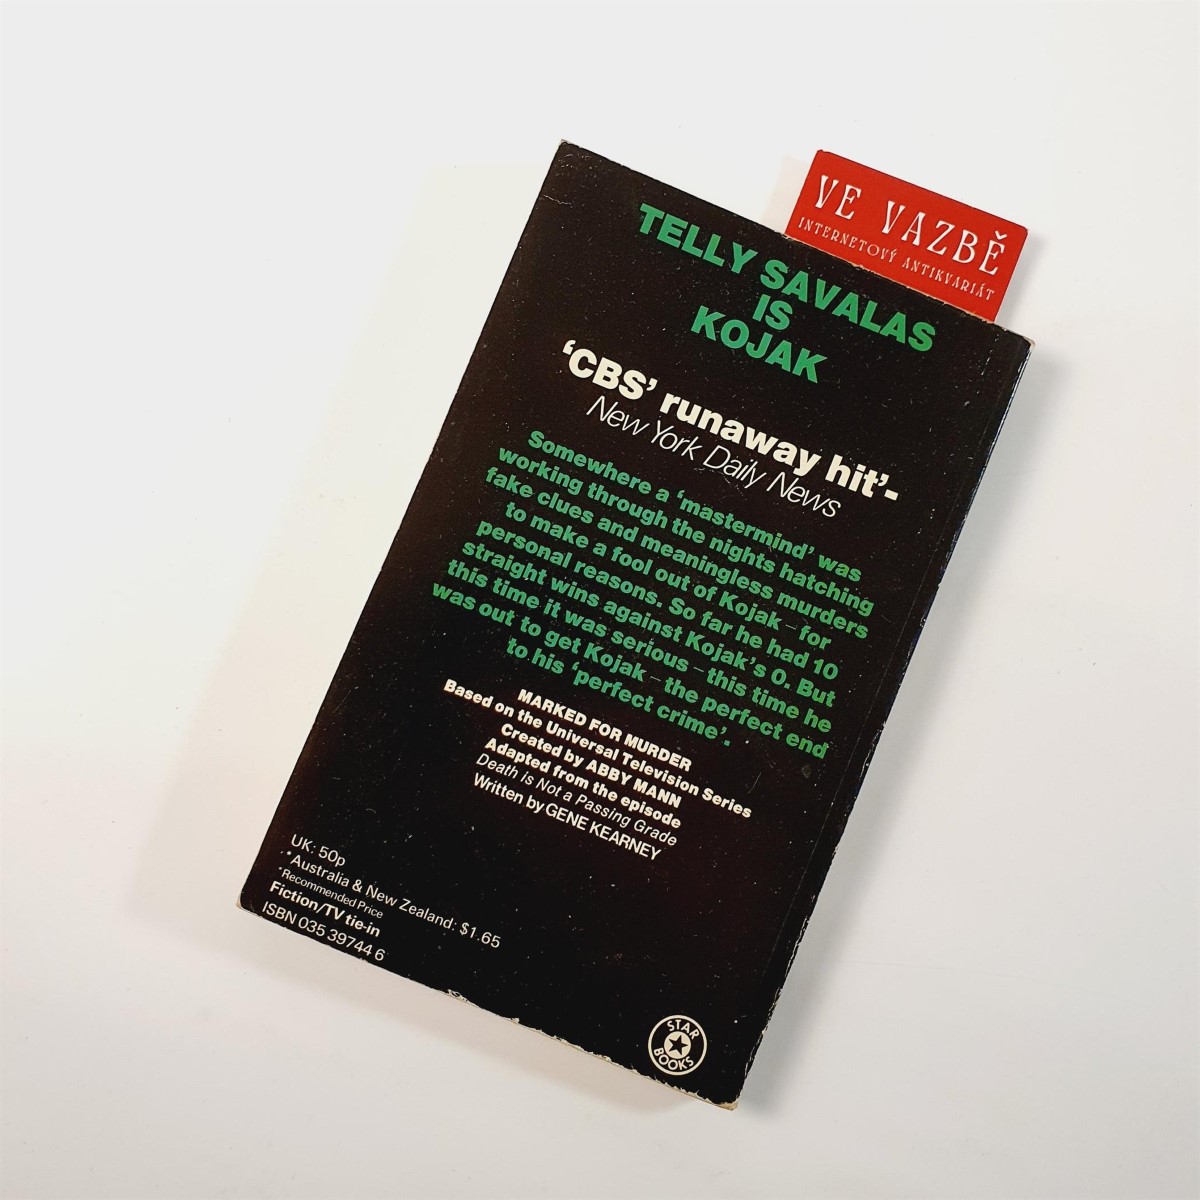 VE VAZBĚ
INTERNETOVÝ ANTIKVARIÁT
TELLY SAVALAS
IS
KOJAK
‘CBS’ runaway hit’-
New York Daily News
Somewhere a ‘mastermind’ was
working through the nights hatching
fake clues and meaningless murders
to make a fool out of Kojak – for
personal reasons. So far he had 10
straight wins against Kojak’s 0. But
this time it was serious – this time he
was out to get Kojak – the perfect end
to his ‘perfect crime’.
MARKED FOR MURDER
Based on the Universal Television Series
Created by ABBY MANN
Adapted from the episode
Death is Not a Passing Grade
Written by GENE KEARNEY
UK: 50p
*Australia & New Zealand: $1.65
*Recommended Price
Fiction/TV tie-in
ISBN 035 39744 6
STAR
BOOKS